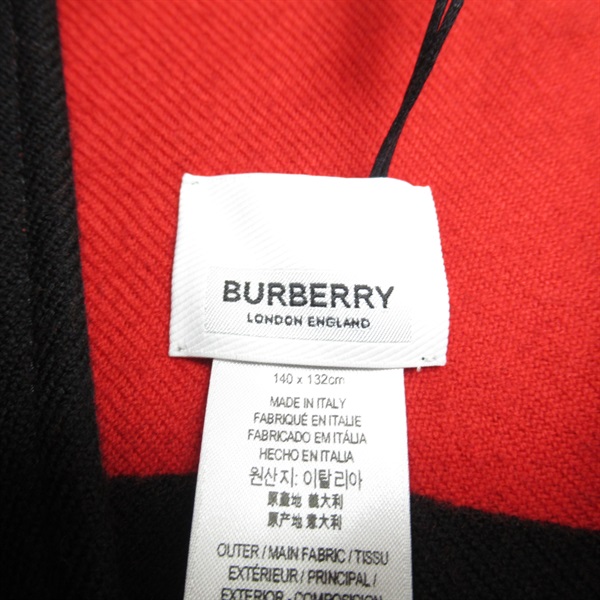 BURBERRY
LONDON ENGLAND
140 x 132cm
MADE IN ITALY
FABRIQUÉ EN ITALIE
FABRICADO EM ITÁLIA
HECHO EN ITALIA
원산지: 이탈리아
原產地 義大利
原产地 意大利
OUTER / MAIN FABRIC / TISSU
EXTÉRIEUR / PRINCIPAL /